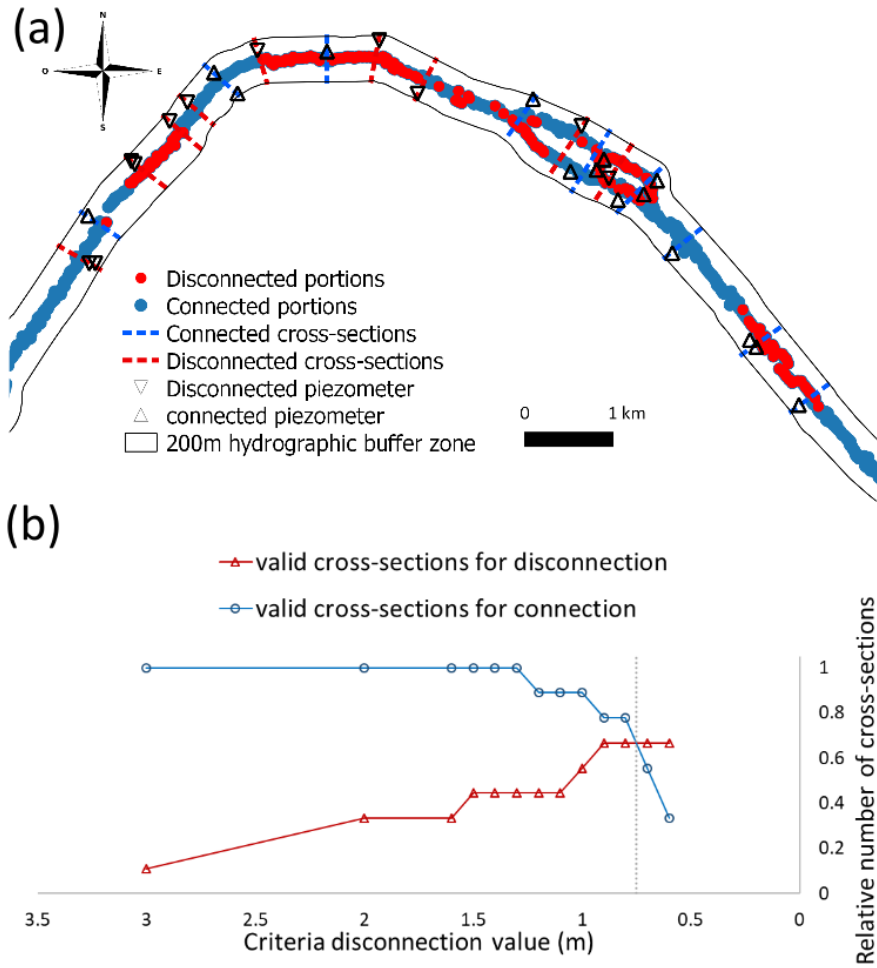 (a)
N
O
E
S
Disconnected portions
Connected portions
Connected cross-sections
Disconnected cross-sections
Disconnected piezometer
connected piezometer
200m hydrographic buffer zone
0 1 km
(b)
valid cross-sections for disconnection
valid cross-sections for connection
1
0.8
0.6
0.4
0.2
0
Relative number of cross-sections
3.5 3 2.5 2 1.5 1 0.5 0
Criteria disconnection value (m)